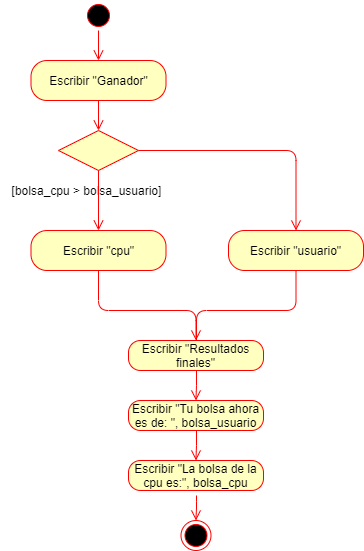 Escribir "Ganador"
[bolsa_cpu > bolsa_usuario]
Escribir "cpu"
Escribir "usuario"
Escribir "Resultados
finales"
Escribir "Tu bolsa ahora
es de: ", bolsa_usuario
Escribir "La bolsa de la
cpu es:", bolsa_cpu